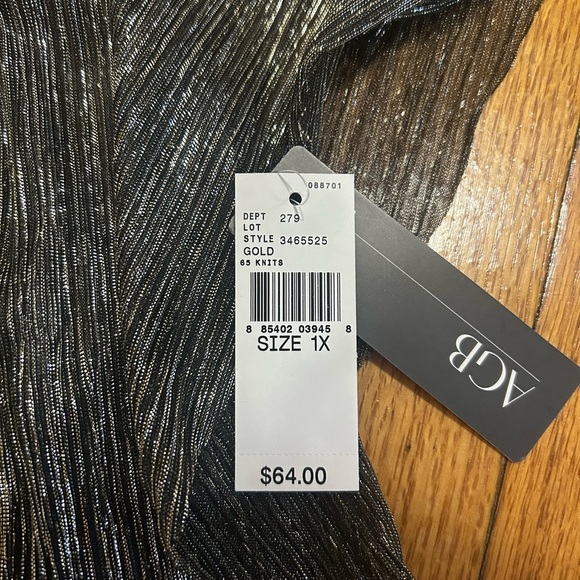 088701
DEPT 279
LOT
STYLE 3465525
GOLD
65 KNITS
8 85402 03945 8
SIZE 1X
$64.00
AGB